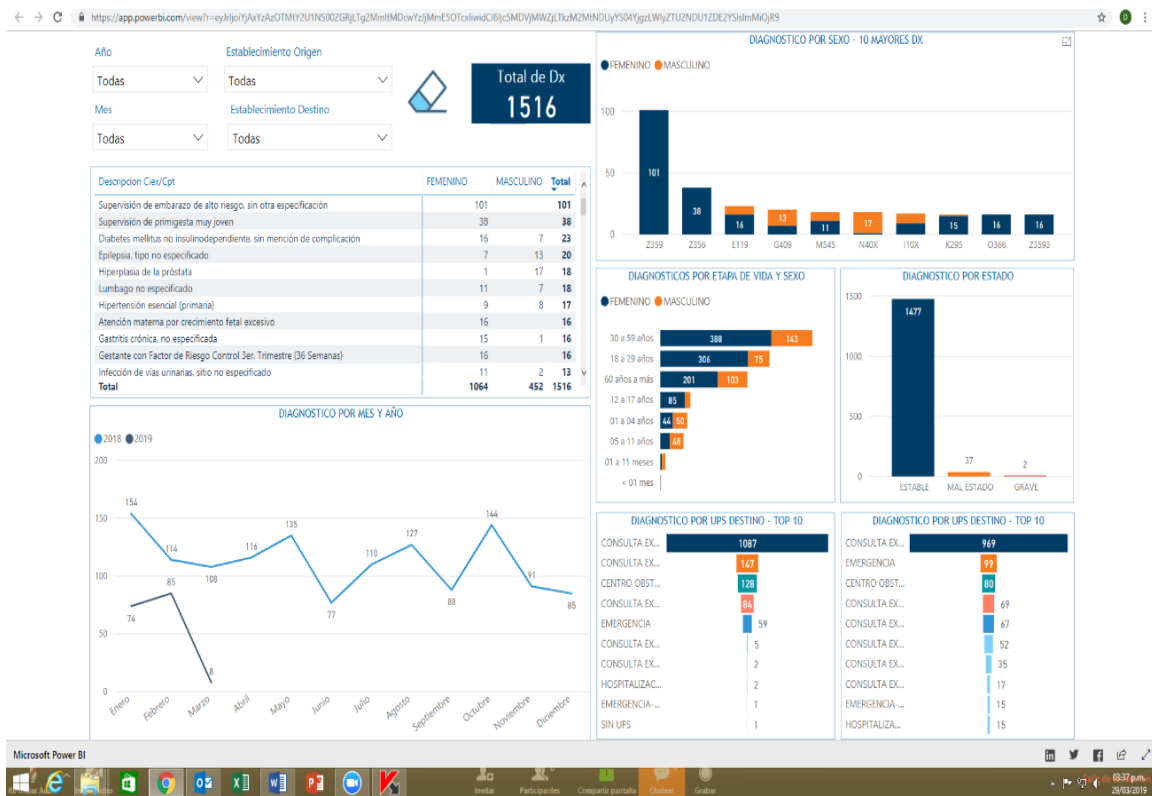 https://app.powerbi.com/view?r=eyJrIjoiYjAxYzAzOTMtY2U1NS00ZGRjLTg2MmItMDcwYzljMmE5OTcxIiwidCI6Ijc5MDVjMWZjLTkzM2MtNDUyYS04YjgzLWIyZTU2NDU1ZDE2YSIsImMiOjR9
Año
Establecimiento Origen
Todas
Todas
Mes
Establecimiento Destino
Todas
Todas
Total de Dx
1516
Descripcion Ciex/Cpt FEMENINO MASCULINO Total
Supervisión de embarazo de alto riesgo, sin otra especificación 101 101
Supervisión de primigesta muy joven 38 38
Diabetes mellitus no insulinodependiente, sin mención de complicación 16 7 23
Epilepsia, tipo no especificado 7 13 20
Hiperplasia de la próstata 1 17 18
Lumbago no especificado 11 7 18
Hipertensión esencial (primaria) 9 8 17
Atención materna por crecimiento fetal excesivo 16 16
Gastritis crónica, no especificada 15 1 16
Gestante con Factor de Riesgo Control 3er. Trimestre (36 Semanas) 16 16
Infección de vías urinarias, sitio no especificado 11 2 13
Total 1064 452 1516
DIAGNOSTICO POR MES Y AÑO
2018 2019
200
150
100
50
0
154
114
108
116
135
77
110
127
88
144
91
85
74
85
8
Enero Febrero Marzo Abril Mayo Junio Julio Agosto Septiembre Octubre Noviembre Diciembre
DIAGNOSTICO POR SEXO - 10 MAYORES DX
FEMENINO MASCULINO
100
50
0
101
38
16
13
11
17
15
16
16
Z359 Z356 E119 G409 M545 N40X I10X K295 O366 Z3593
DIAGNOSTICOS POR ETAPA DE VIDA Y SEXO
FEMENINO MASCULINO
30 a 59 años 388 143
18 a 29 años 306 75
60 años a más 201 103
12 a 17 años 85
01 a 04 años 44 50
05 a 11 años 48
01 a 11 meses
< 01 mes
DIAGNOSTICO POR ESTADO
1500
1000
500
0
1477
37
2
ESTABLE MAL ESTADO GRAVE
DIAGNOSTICO POR UPS DESTINO - TOP 10
CONSULTA EX... 1087
CONSULTA EX... 147
CENTRO OBST... 128
CONSULTA EX... 84
EMERGENCIA 59
CONSULTA EX... 5
CONSULTA EX... 2
HOSPITALIZAC... 2
EMERGENCIA-... 1
SIN UPS 1
DIAGNOSTICO POR UPS DESTINO - TOP 10
CONSULTA EX... 969
EMERGENCIA 99
CENTRO OBST... 80
CONSULTA EX... 69
CONSULTA EX... 67
CONSULTA EX... 52
CONSULTA EX... 35
CONSULTA EX... 17
EMERGENCIA-... 15
HOSPITALIZA... 15
Microsoft Power BI
Invitar Participantes Compartir pantalla Chatear Grabar
03:37 p.m.
29/03/2019